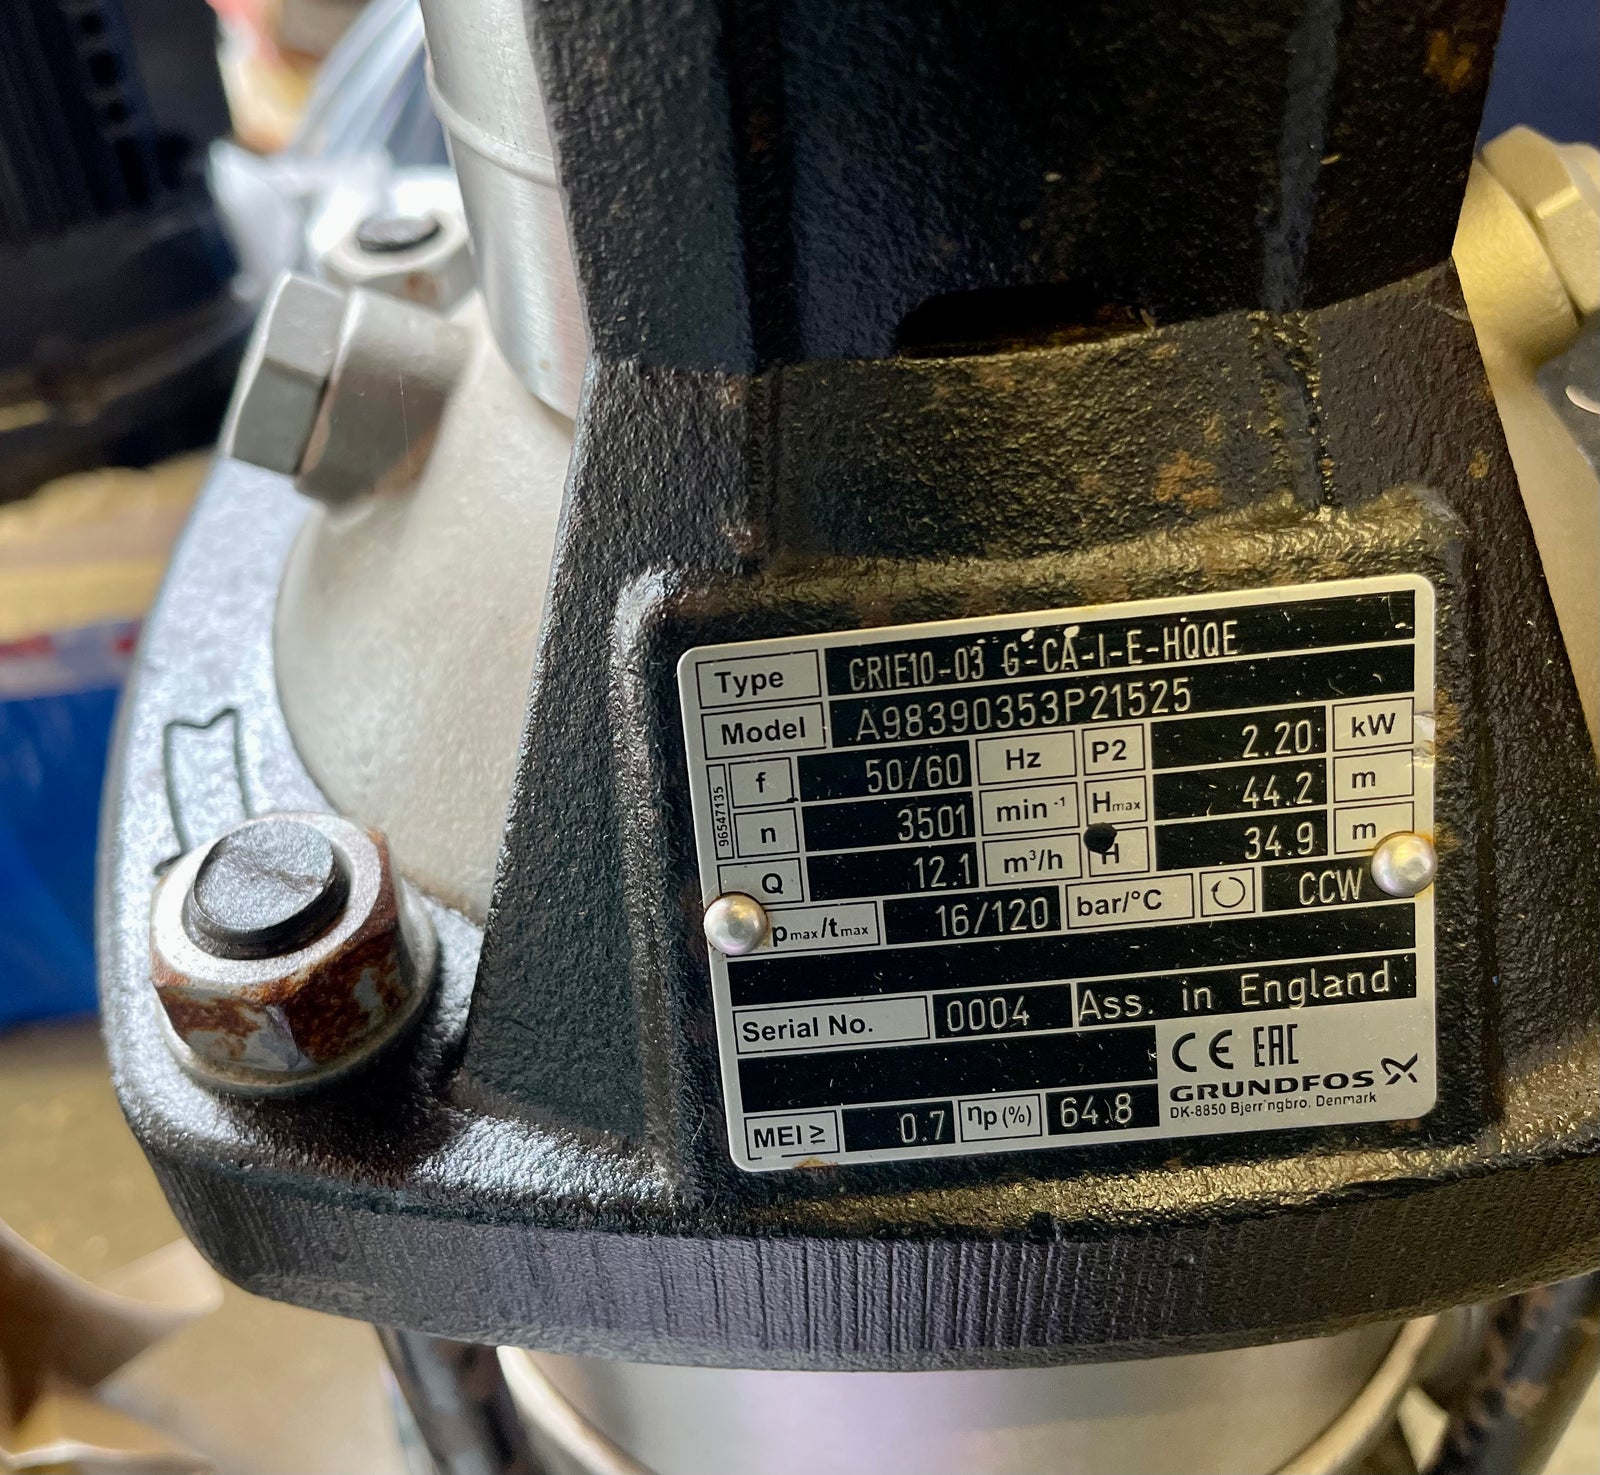 Type CRIE10-03 G-CA-I-E-HQQE
Model A98390353P21525
f 50/60 Hz P2 2.20 kW
n 3501 min⁻¹ Hmax 44.2 m
Q 12.1 m³/h H 34.9 m
96547135
pmax/tmax 16/120 bar/°C CCW
Serial No. 0004 Ass. in England
CE EAC
GRUNDFOS
DK-8850 Bjerringbro. Denmark
MEI ≥ 0.7 ηp (%) 64.8